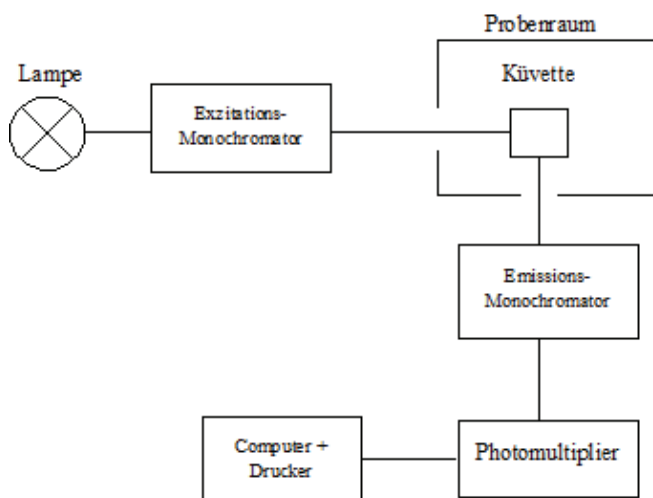 Probenraum
Lampe
Küvette
Exzitations-
Monochromator
Emissions-
Monochromator
Computer +
Drucker
Photomultiplier